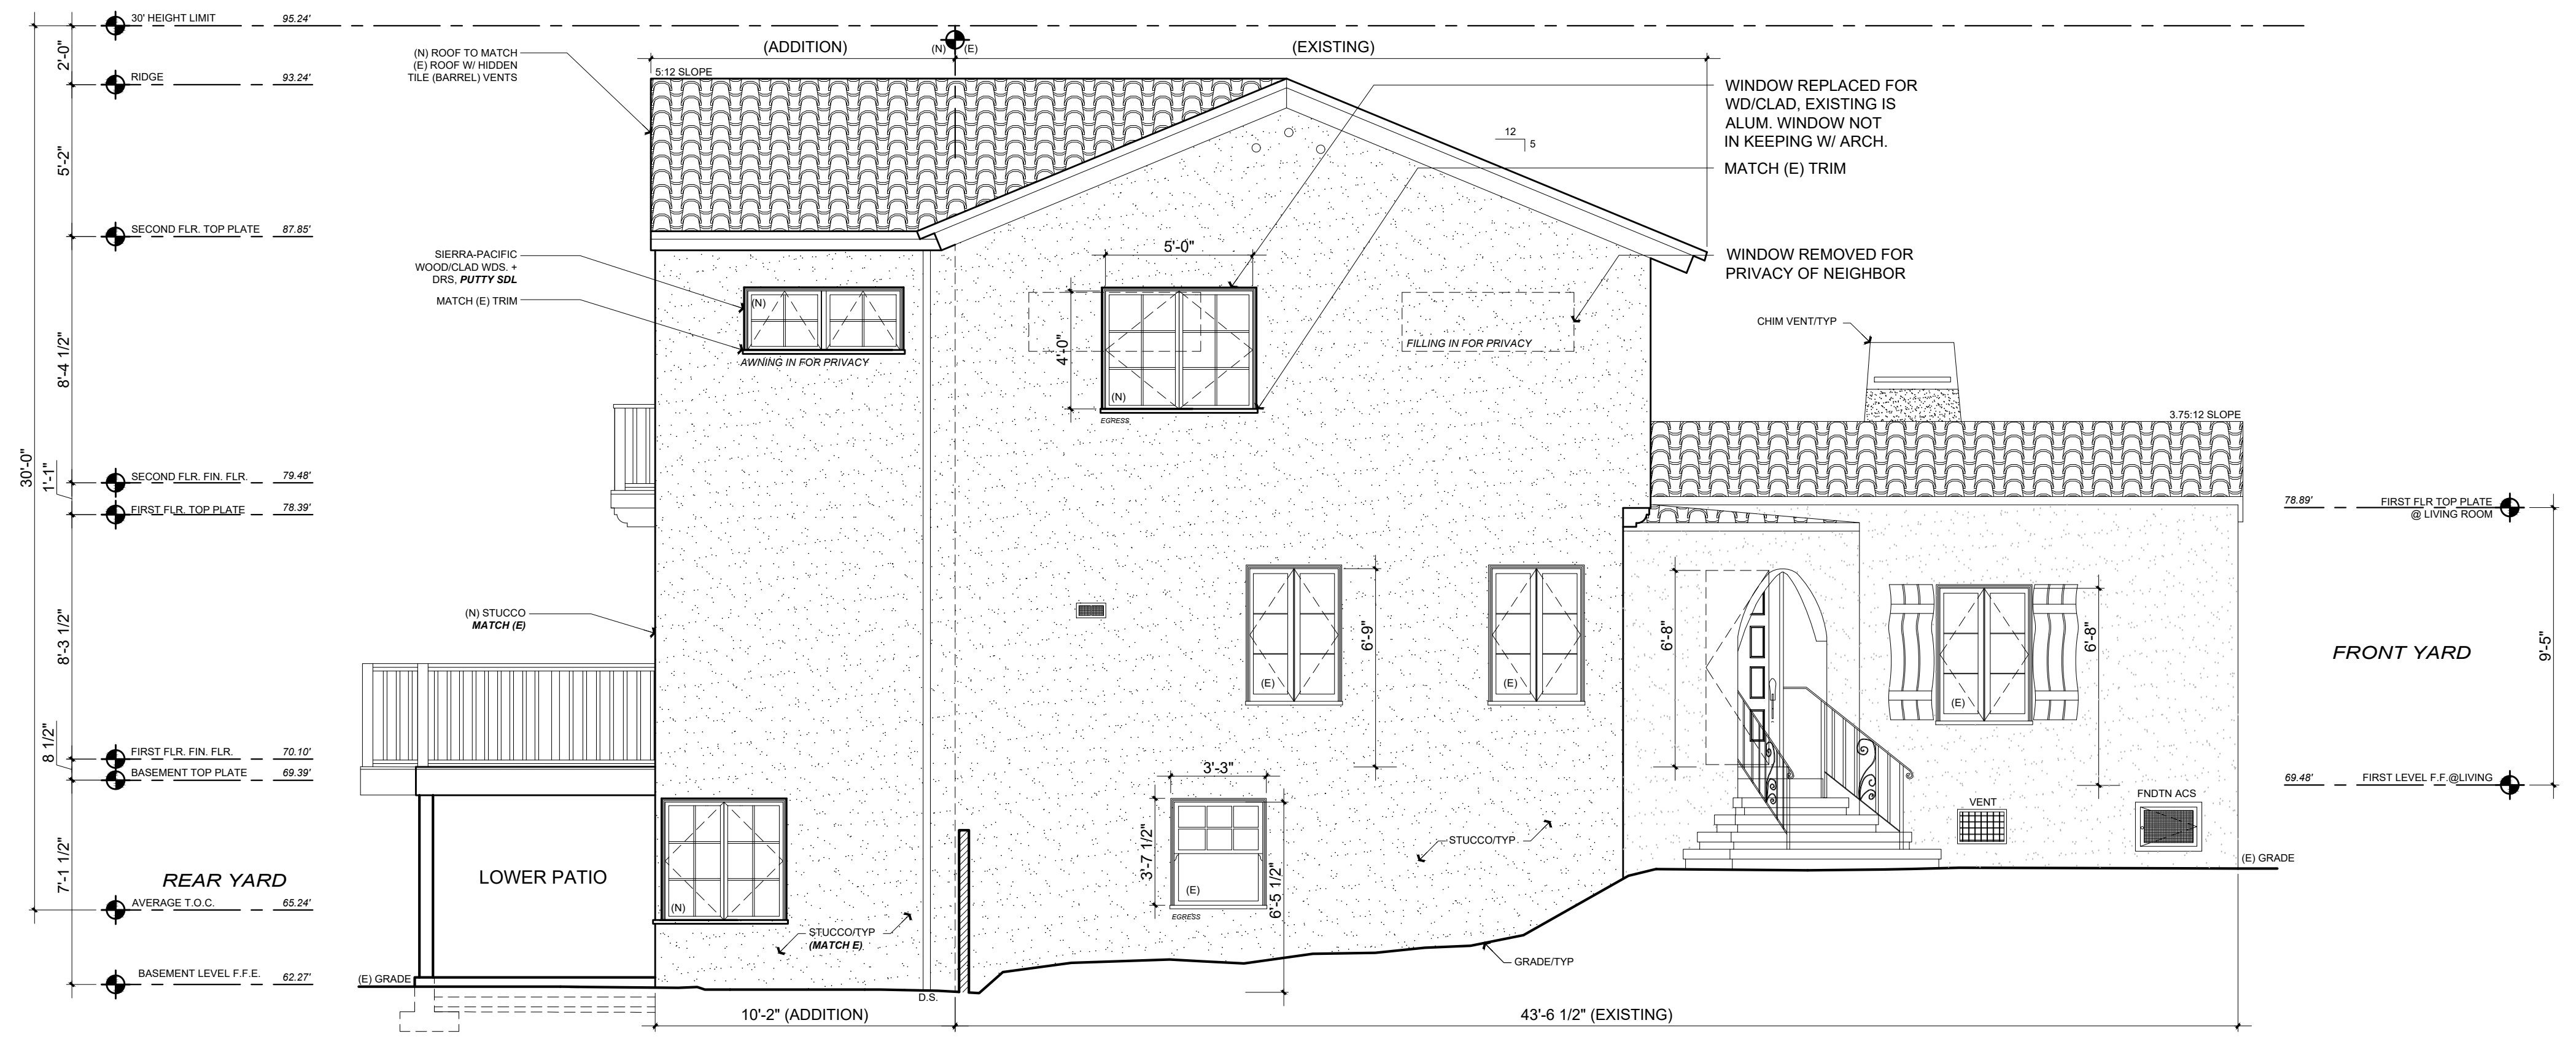 30' HEIGHT LIMIT 95.24'
2'-0"
RIDGE 93.24'
5'-2"
SECOND FLR. TOP PLATE 87.85'
8'-4 1/2"
30'-0"
1'-1"
SECOND FLR. FIN. FLR. 79.48'
FIRST FLR. TOP PLATE 78.39'
8'-3 1/2"
8 1/2"
FIRST FLR. FIN. FLR. 70.10'
BASEMENT TOP PLATE 69.39'
7'-1 1/2"
REAR YARD
AVERAGE T.O.C. 65.24'
BASEMENT LEVEL F.F.E. 62.27'
(E) GRADE
LOWER PATIO
(N) ROOF TO MATCH
(E) ROOF W/ HIDDEN
TILE (BARREL) VENTS
(ADDITION)
(N) (E)
(EXISTING)
5:12 SLOPE
SIERRA-PACIFIC
WOOD/CLAD WDS. +
DRS, PUTTY SDL
MATCH (E) TRIM
(N)
AWNING IN FOR PRIVACY
(N) STUCCO
MATCH (E)
(N)
STUCCO/TYP
(MATCH E)
D.S.
10'-2" (ADDITION)
43'-6 1/2" (EXISTING)
12
5
WINDOW REPLACED FOR
WD/CLAD, EXISTING IS
ALUM. WINDOW NOT
IN KEEPING W/ ARCH.
MATCH (E) TRIM
WINDOW REMOVED FOR
PRIVACY OF NEIGHBOR
5'-0"
4'-0"
(N)
EGRESS
FILLING IN FOR PRIVACY
CHIM VENT/TYP
3.75:12 SLOPE
(E)
6'-9"
(E)
3'-3"
3'-7 1/2"
(E)
EGRESS
6'-5 1/2"
STUCCO/TYP
GRADE/TYP
6'-8"
(E)
6'-8"
VENT
FNDTN ACS
(E) GRADE
78.89' FIRST FLR TOP PLATE
@ LIVING ROOM
FRONT YARD
9'-5"
69.48' FIRST LEVEL F.F.@LIVING